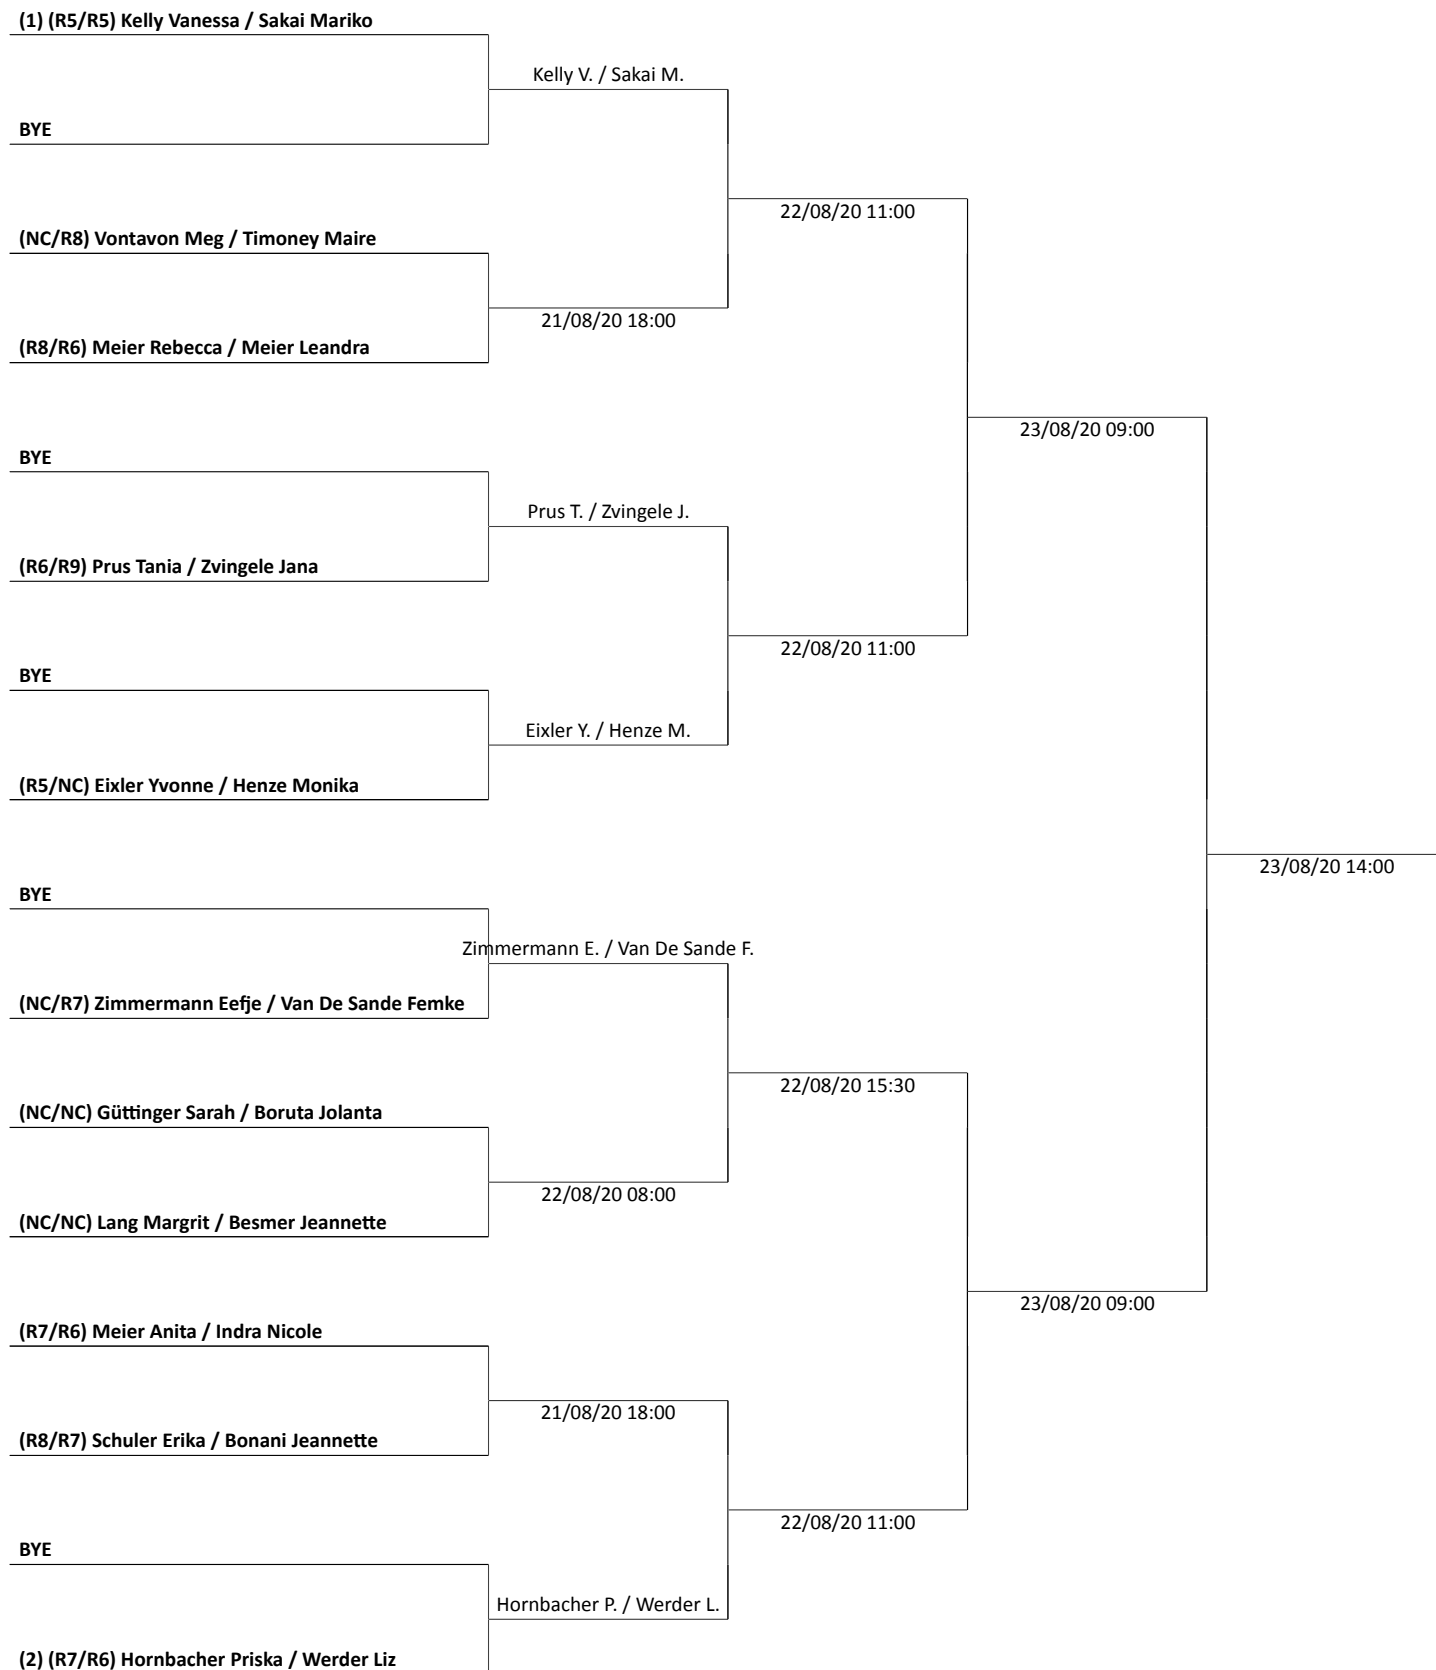 (1) (R5/R5) Kelly Vanessa / Sakai Mariko
Kelly V. / Sakai M.
BYE
22/08/20 11:00
(NC/R8) Vontavon Meg / Timoney Maire
21/08/20 18:00
(R8/R6) Meier Rebecca / Meier Leandra
23/08/20 09:00
BYE
Prus T. / Zvingele J.
(R6/R9) Prus Tania / Zvingele Jana
22/08/20 11:00
BYE
Eixler Y. / Henze M.
(R5/NC) Eixler Yvonne / Henze Monika
23/08/20 14:00
BYE
Zimmermann E. / Van De Sande F.
(NC/R7) Zimmermann Eefje / Van De Sande Femke
22/08/20 15:30
(NC/NC) Güttinger Sarah / Boruta Jolanta
22/08/20 08:00
(NC/NC) Lang Margrit / Besmer Jeannette
23/08/20 09:00
(R7/R6) Meier Anita / Indra Nicole
21/08/20 18:00
(R8/R7) Schuler Erika / Bonani Jeannette
22/08/20 11:00
BYE
Hornbacher P. / Werder L.
(2) (R7/R6) Hornbacher Priska / Werder Liz